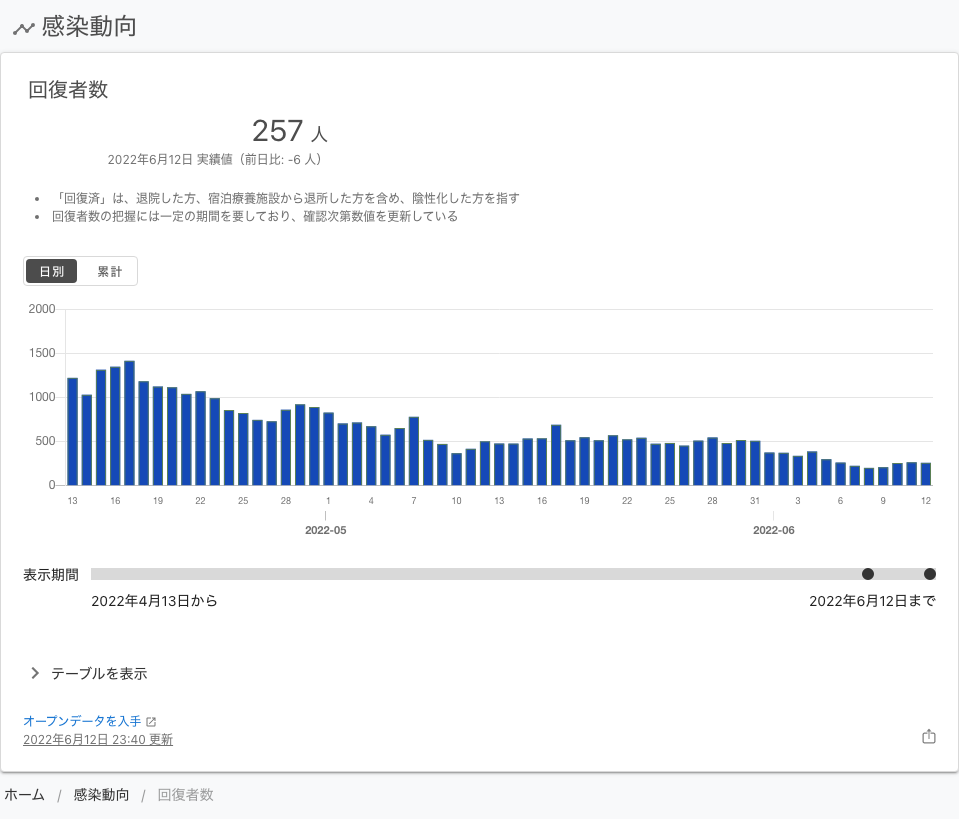 感染動向
回復者数
257 人
2022年6月12日 実績値（前日比: -6 人）
• 「回復済」は、退院した方、宿泊療養施設から退所した方を含め、陰性化した方を指す
• 回復者数の把握には一定の期間を要しており、確認次第数値を更新している
日別 累計
2000
1500
1000
500
0
13 16 19 22 25 28 1 4 7 10 13 16 19 22 25 28 31 3 6 9 12
2022-05 2022-06
表示期間
2022年4月13日から 2022年6月12日まで
テーブルを表示
オープンデータを入手
2022年6月12日 23:40 更新
ホーム / 感染動向 / 回復者数